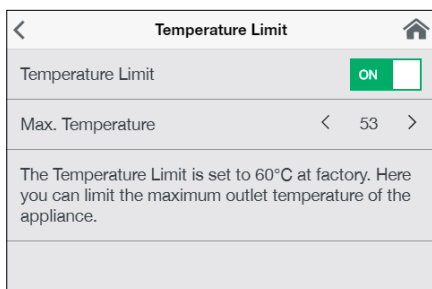 Temperature Limit
Temperature Limit ON
Max. Temperature < 53 >
The Temperature Limit is set to 60°C at factory. Here
you can limit the maximum outlet temperature of the
appliance.